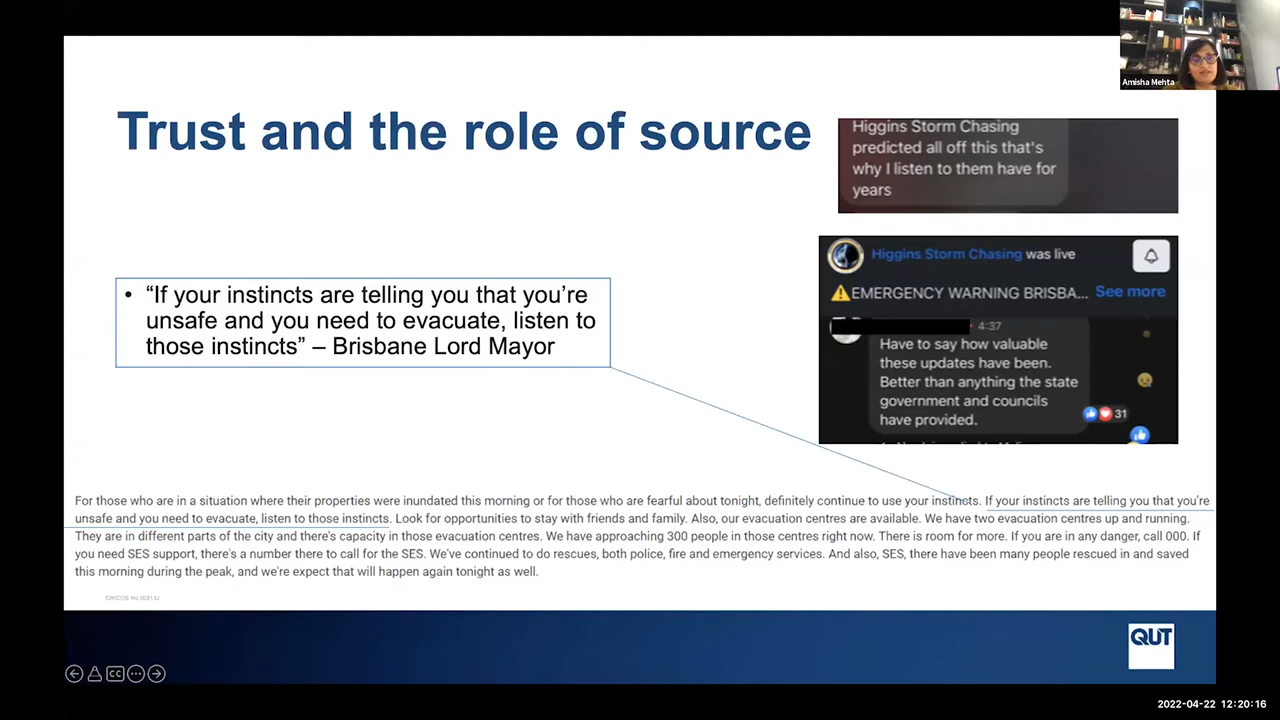 Amisha Mehta
Trust and the role of source
Higgins Storm Chasing
predicted all off this that's
why I listen to them have for
years
Higgins Storm Chasing was live
EMERGENCY WARNING BRISBA... See more
4:37
Have to say how valuable
these updates have been.
Better than anything the state
government and councils
have provided.
31
• “If your instincts are telling you that you’re
unsafe and you need to evacuate, listen to
those instincts” – Brisbane Lord Mayor
For those who are in a situation where their properties were inundated this morning or for those who are fearful about tonight, definitely continue to use your instincts. If your instincts are telling you that you're
unsafe and you need to evacuate, listen to those instincts. Look for opportunities to stay with friends and family. Also, our evacuation centres are available. We have two evacuation centres up and running.
They are in different parts of the city and there's capacity in those evacuation centres. We have approaching 300 people in those centres right now. There is room for more. If you are in any danger, call 000. If
you need SES support, there's a number there to call for the SES. We've continued to do rescues, both police, fire and emergency services. And also, SES, there have been many people rescued in and saved
this morning during the peak, and we're expect that will happen again tonight as well.
CRICOS No 00213J
QUT
CC
2022-04-22 12:20:16